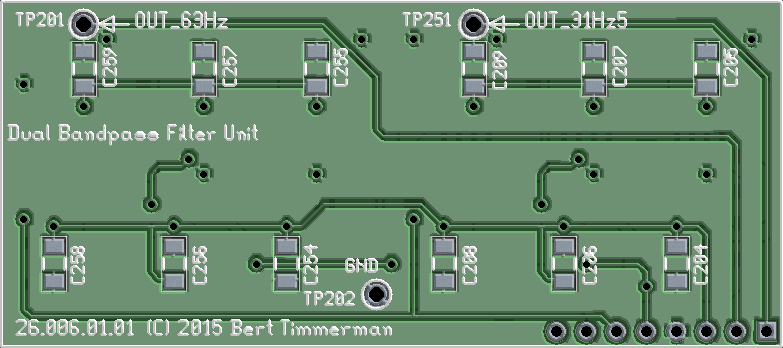 TP201 OUT_63Hz TP251 OUT_31Hz5
C259 C257 C255 C209 C207 C205
Dual Bandpass Filter Unit
C258 C256 C254 GND C208 C206 C204
TP202
26.006.01.01 (C) 2015 Bert Timmerman